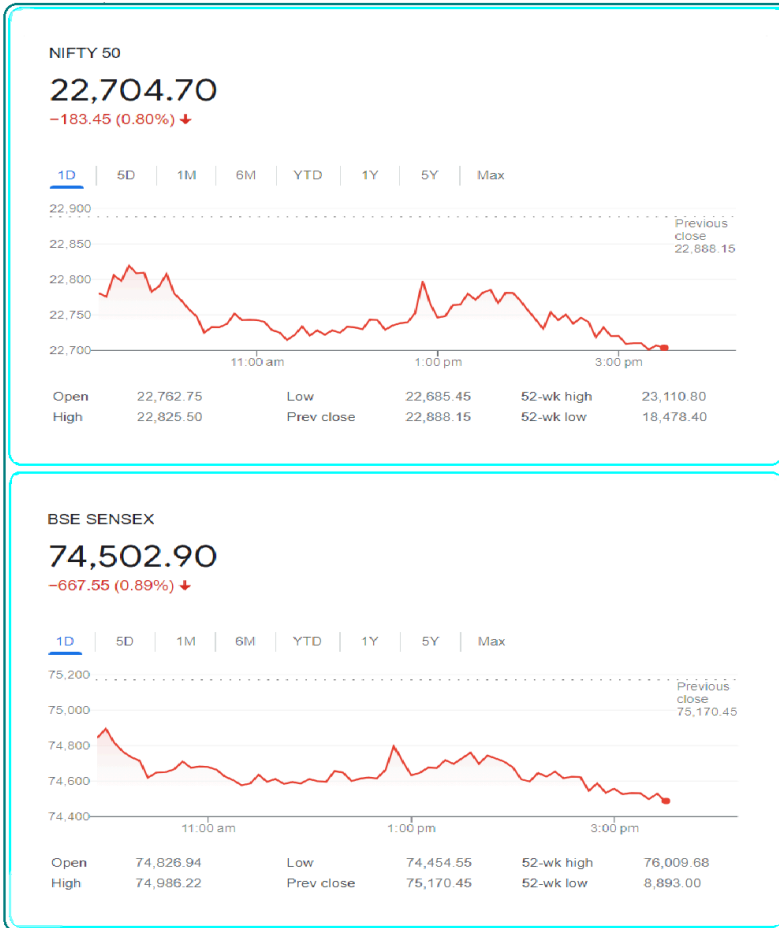 NIFTY 50
22,704.70
−183.45 (0.80%)
1D 5D 1M 6M YTD 1Y 5Y Max
22,900
Previous
close
22,888.15
22,850
22,800
22,750
22,700
11:00 am 1:00 pm 3:00 pm
Open 22,762.75 Low 22,685.45 52-wk high 23,110.80
High 22,825.50 Prev close 22,888.15 52-wk low 18,478.40
BSE SENSEX
74,502.90
−667.55 (0.89%)
1D 5D 1M 6M YTD 1Y 5Y Max
75,200
Previous
close
75,170.45
75,000
74,800
74,600
74,400
11:00 am 1:00 pm 3:00 pm
Open 74,826.94 Low 74,454.55 52-wk high 76,009.68
High 74,986.22 Prev close 75,170.45 52-wk low 8,893.00